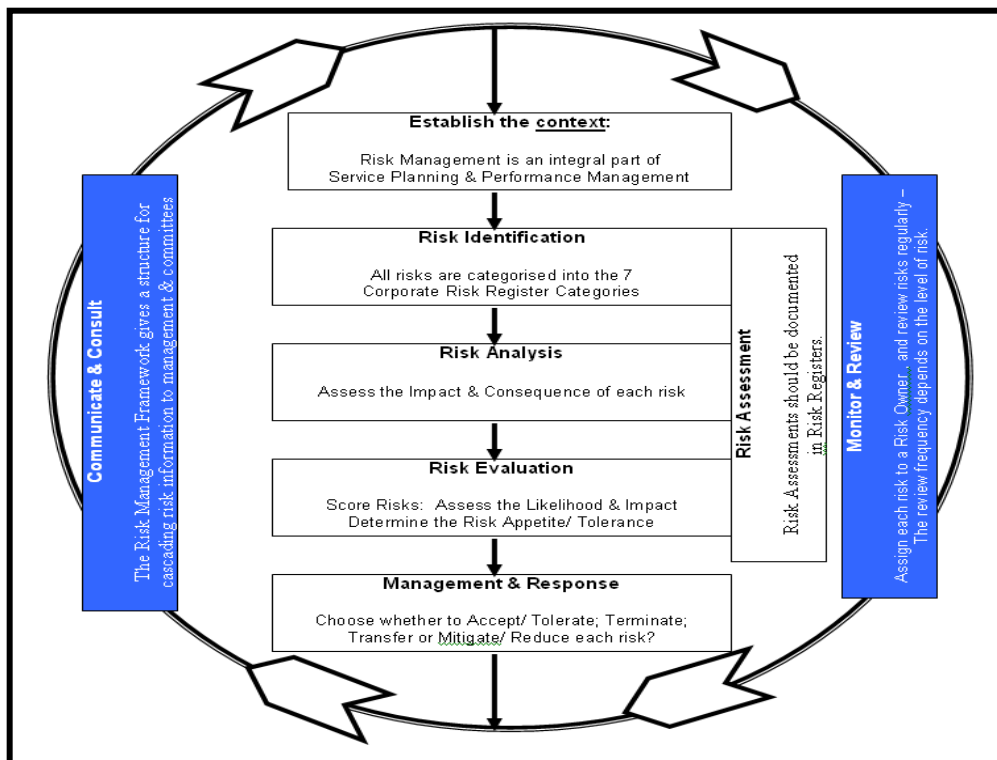 Establish the context:
Risk Management is an integral part of
Service Planning & Performance Management
Risk Identification
All risks are categorised into the 7
Corporate Risk Register Categories
Risk Analysis
Assess the Impact & Consequence of each risk
Risk Evaluation
Score Risks: Assess the Likelihood & Impact
Determine the Risk Appetite/ Tolerance
Management & Response
Choose whether to Accept/ Tolerate; Terminate;
Transfer or Mitigate/ Reduce each risk?
Communicate & Consult
The Risk Management Framework gives a structure for
cascading risk information to management & committees
Risk Assessment
Risk Assessments should be documented
in Risk Registers.
Monitor & Review
Assign each risk to a Risk Owner , and review risks regularly –
The review frequency depends on the level of risk.